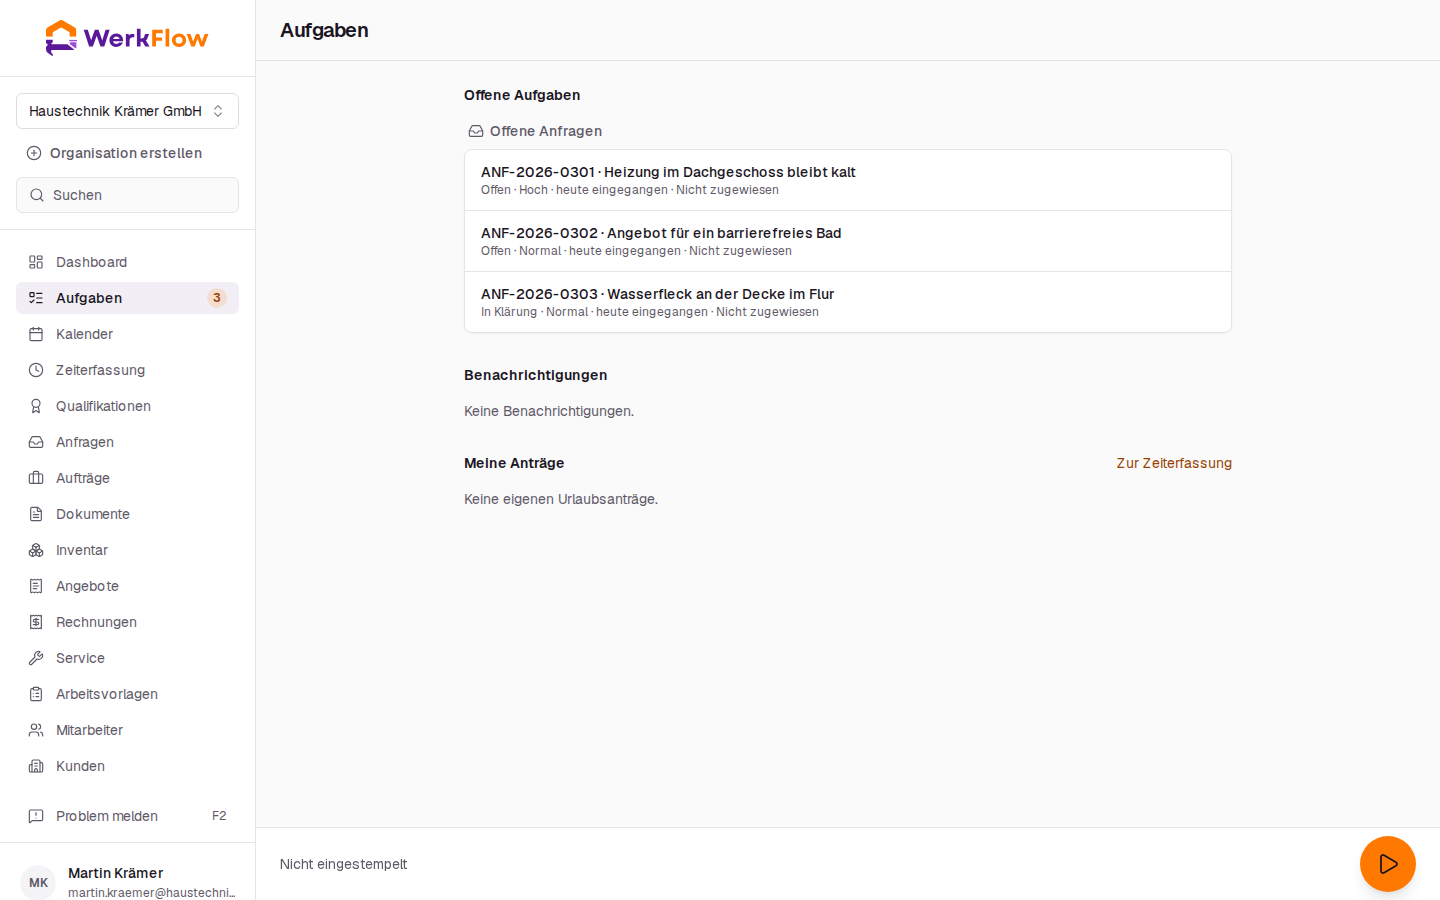 WerkFlow
Haustechnik Krämer GmbH
Organisation erstellen
Suchen
Dashboard
Aufgaben 3
Kalender
Zeiterfassung
Qualifikationen
Anfragen
Aufträge
Dokumente
Inventar
Angebote
Rechnungen
Service
Arbeitsvorlagen
Mitarbeiter
Kunden
Problem melden F2
MK
Martin Krämer
martin.kraemer@haustechni…
Aufgaben
Offene Aufgaben
Offene Anfragen
ANF-2026-0301 · Heizung im Dachgeschoss bleibt kalt
Offen · Hoch · heute eingegangen · Nicht zugewiesen
ANF-2026-0302 · Angebot für ein barrierefreies Bad
Offen · Normal · heute eingegangen · Nicht zugewiesen
ANF-2026-0303 · Wasserfleck an der Decke im Flur
In Klärung · Normal · heute eingegangen · Nicht zugewiesen
Benachrichtigungen
Keine Benachrichtigungen.
Meine Anträge Zur Zeiterfassung
Keine eigenen Urlaubsanträge.
Nicht eingestempelt